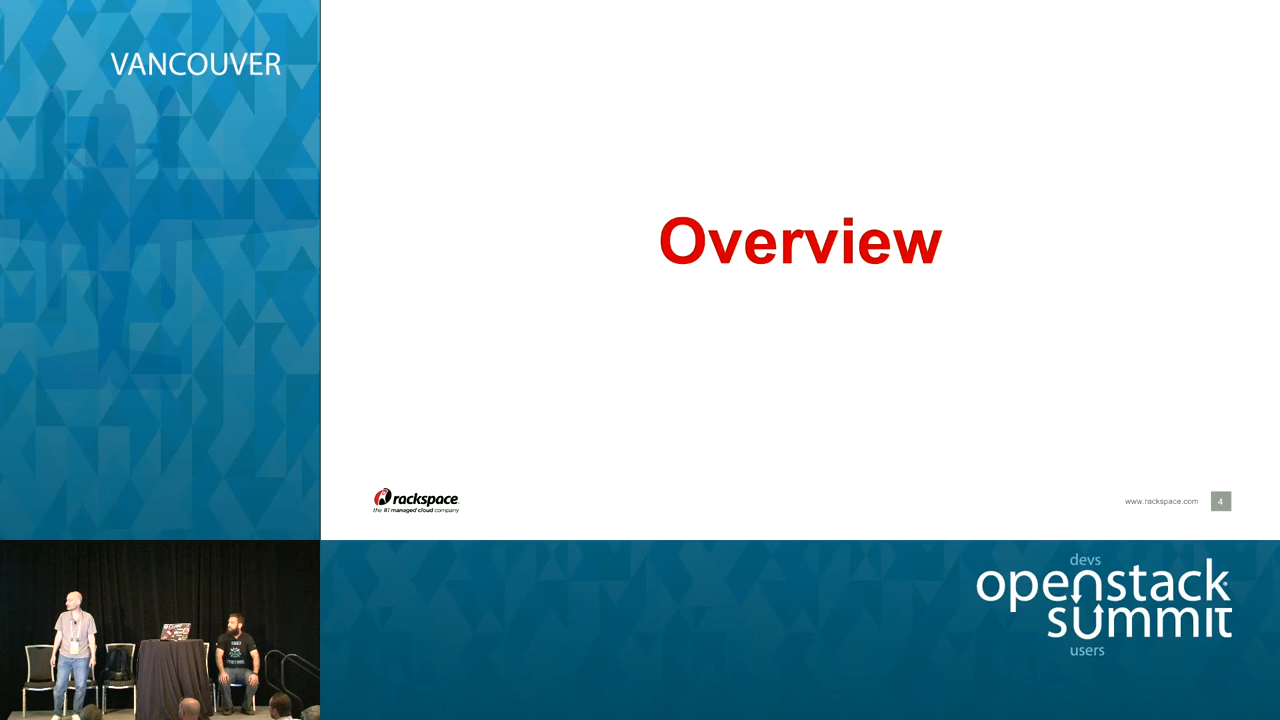 VANCOUVER
Overview
rackspace
the #1 managed cloud company
www.rackspace.com
4
devs
openstack
summit
users